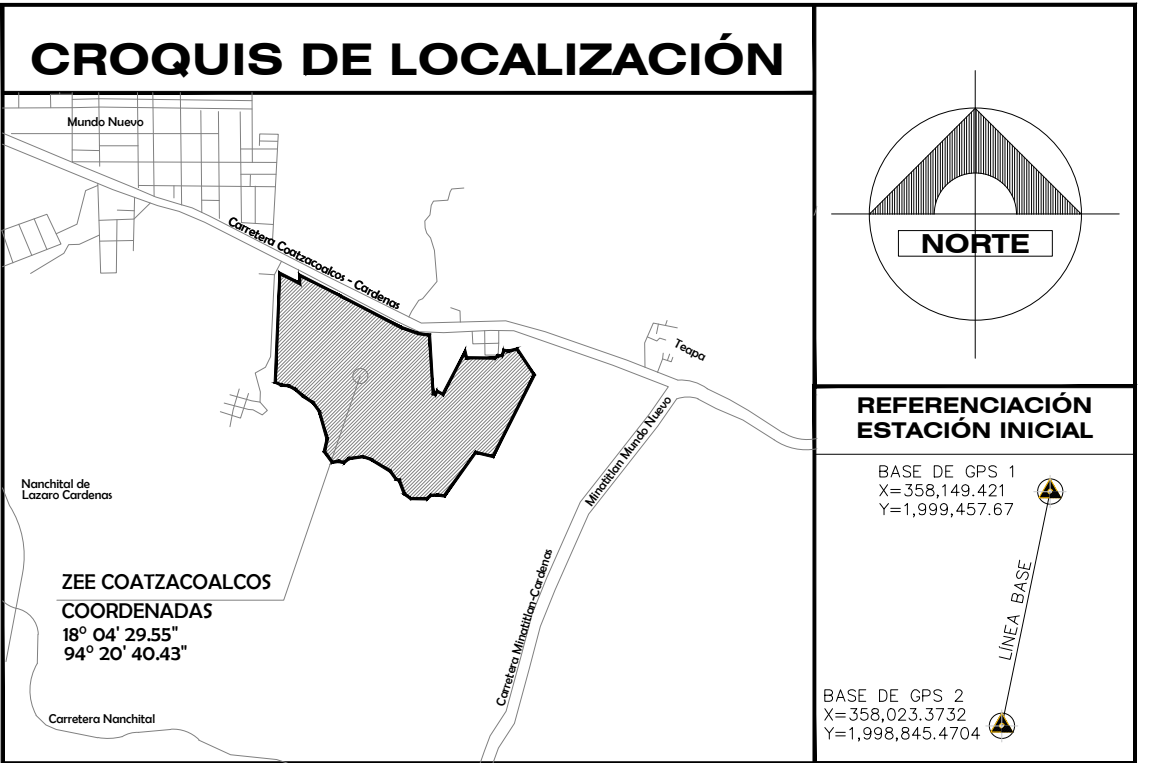 CROQUIS DE LOCALIZACIÓN
Mundo Nuevo
Carretera Coatzacoalcos - Cardenas
Teapa
Minatitlan Mundo Nuevo
Carretera Minatitlan-Cardenas
Nanchital de
Lazaro Cardenas
ZEE COATZACOALCOS
COORDENADAS
18° 04' 29.55"
94° 20' 40.43"
Carretera Nanchital
NORTE
REFERENCIACIÓN
ESTACIÓN INICIAL
BASE DE GPS 1
X=358,149.421
Y=1,999,457.67
LÍNEA BASE
BASE DE GPS 2
X=358,023.3732
Y=1,998,845.4704